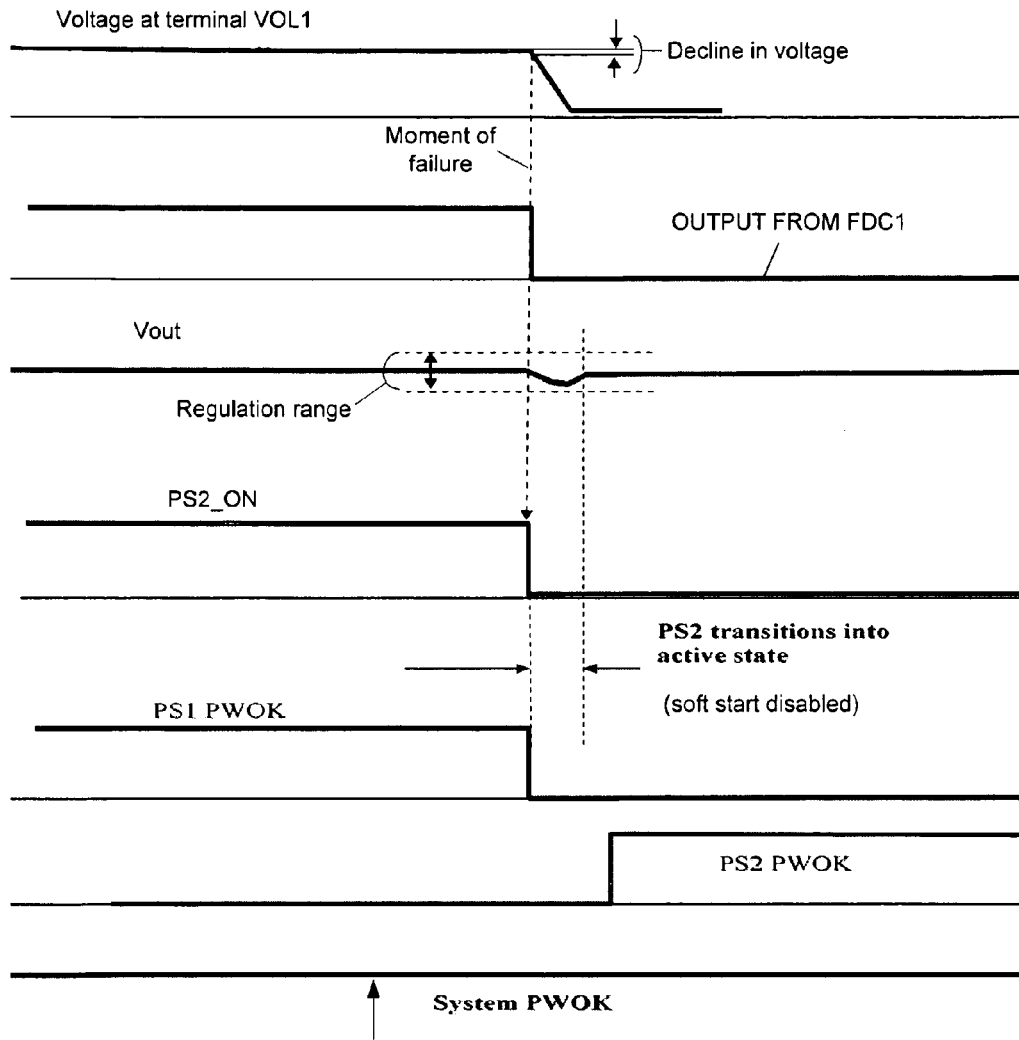 Voltage at terminal VOL1
Decline in voltage
Moment of
failure
OUTPUT FROM FDC1
Vout
Regulation range
PS2_ON
PS2 transitions into
active state
(soft start disabled)
PS1 PWOK
PS2 PWOK
System PWOK